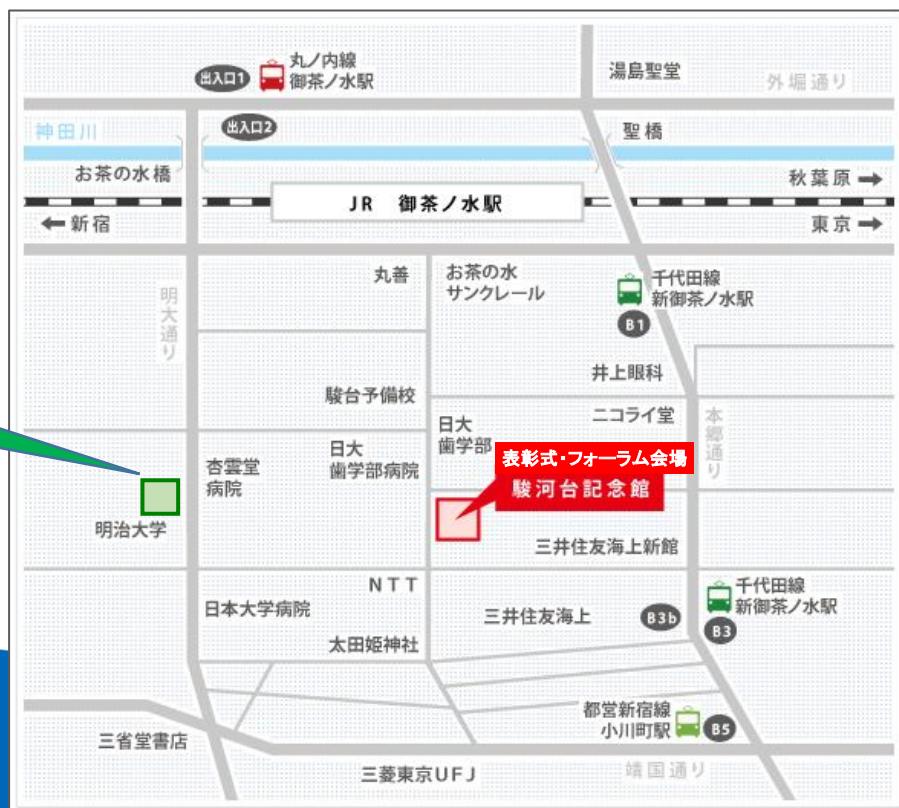 出入口1
丸ノ内線
御茶ノ水駅
湯島聖堂
外堀通り
出入口2
神田川
聖橋
お茶の水橋
秋葉原 →
JR 御茶ノ水駅
← 新宿
東京 →
丸善
お茶の水
サンクレール
千代田線
新御茶ノ水駅
B1
明大通り
井上眼科
駿台予備校
ニコライ堂
本郷通り
日大
歯学部
日大
歯学部病院
杏雲堂
病院
表彰式・フォーラム会場
駿河台記念館
明治大学
三井住友海上新館
NTT
千代田線
新御茶ノ水駅
日本大学病院
三井住友海上
B3b
B3
太田姫神社
都営新宿線
小川町駅
B5
三省堂書店
三菱東京UFJ
靖国通り